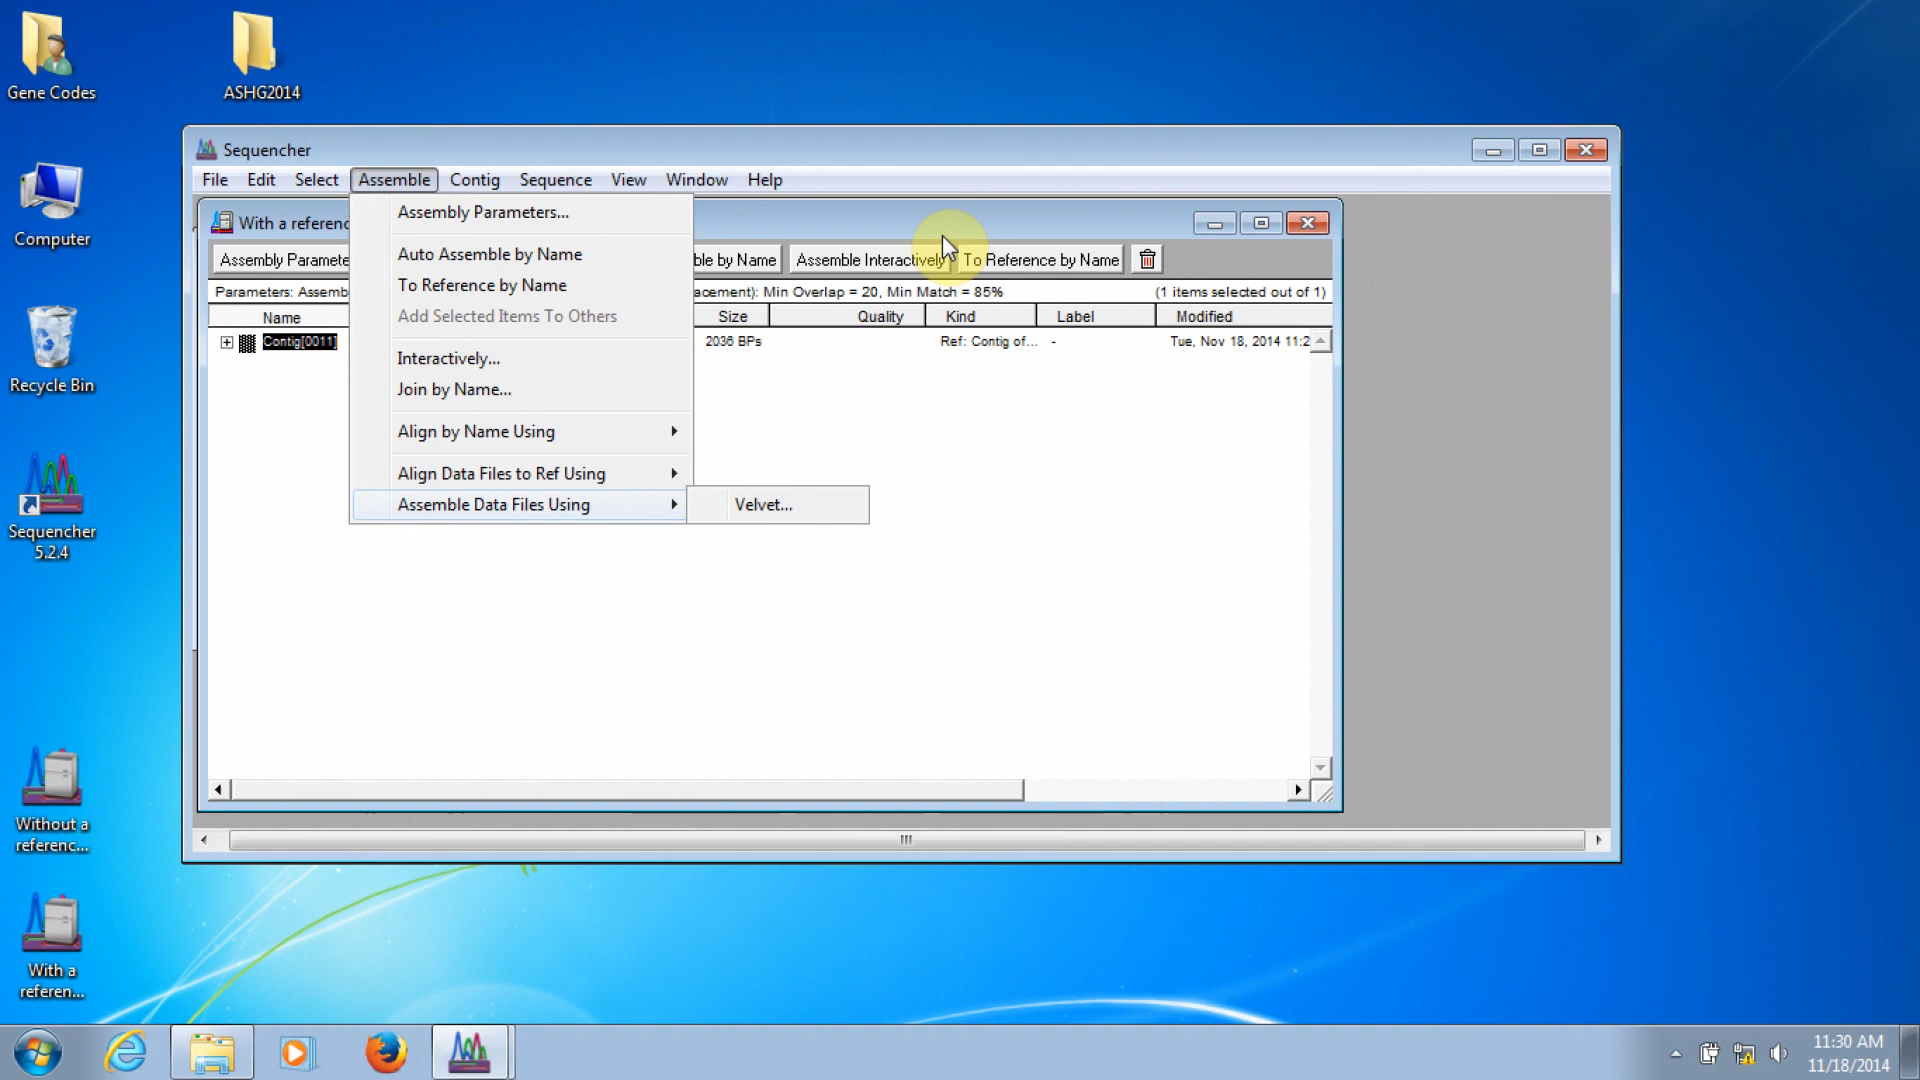 Gene Codes
ASHG2014
Computer
Recycle Bin
Sequencher
5.2.4
Without a
referenc...
With a
referen...
Sequencher
File Edit Select Assemble Contig Sequence View Window Help
With a referenc
Assembly Paramete
ble by Name Assemble Interactively To Reference by Name
Parameters: Assemb
acement): Min Overlap = 20, Min Match = 85% (1 items selected out of 1)
Name Size Quality Kind Label Modified
Contig[0011] 2036 BPs Ref: Contig of... - Tue, Nov 18, 2014 11:2
Assembly Parameters...
Auto Assemble by Name
To Reference by Name
Add Selected Items To Others
Interactively...
Join by Name...
Align by Name Using
Align Data Files to Ref Using
Assemble Data Files Using
Velvet...
11:30 AM
11/18/2014